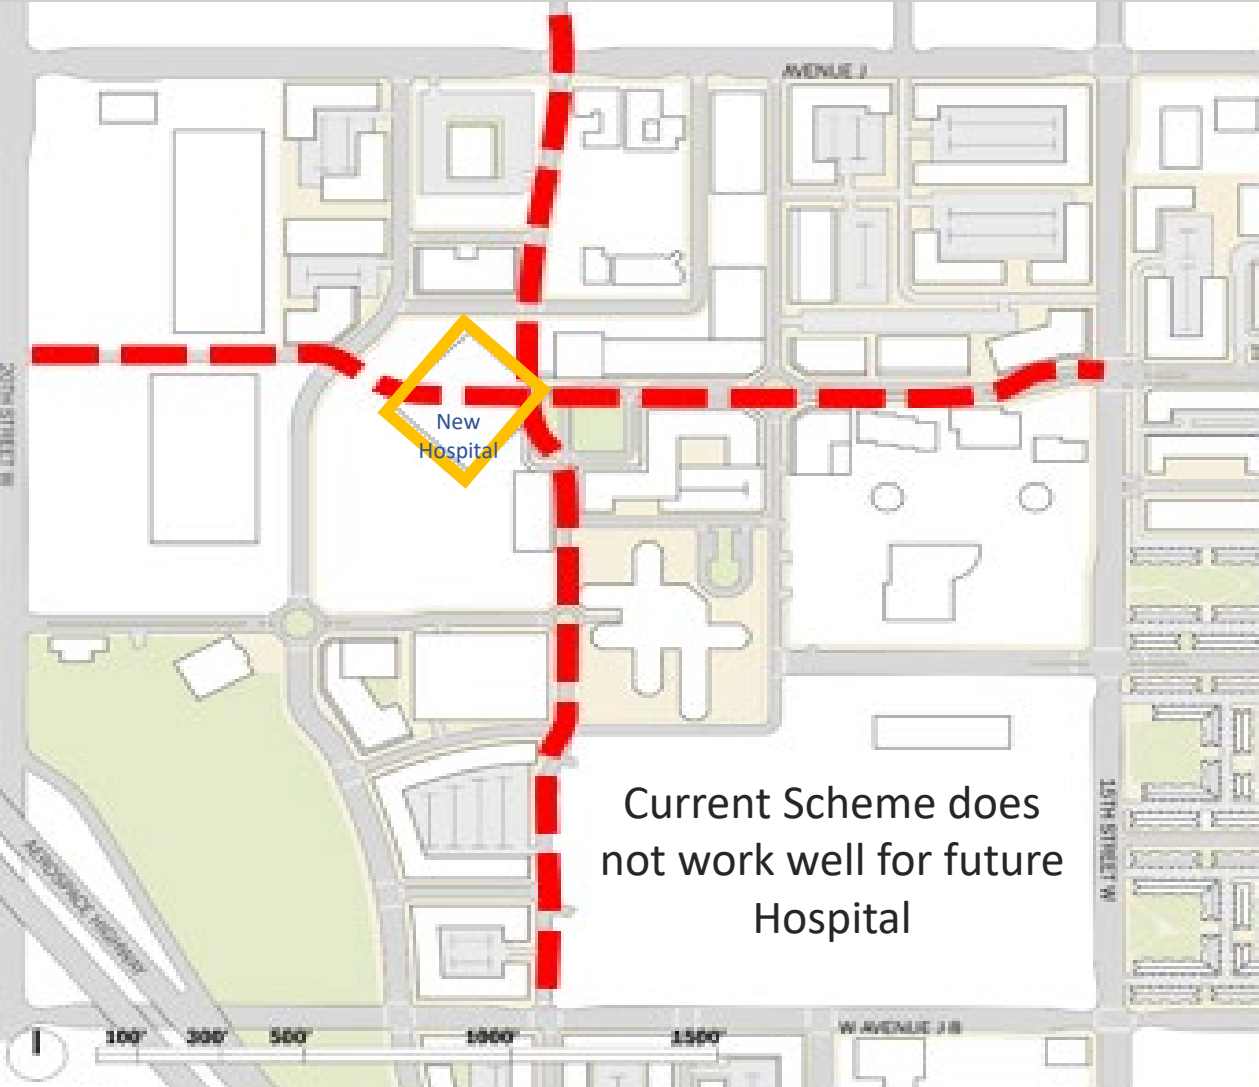 AVENUE J
20TH STREET W
New
Hospital
Current Scheme does
not work well for future
Hospital
15TH STREET W
AEROSPACE HIGHWAY
W AVENUE J 8
100' 300' 500' 1000' 1500'